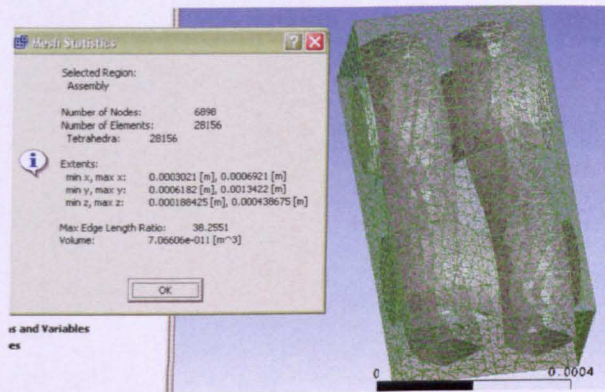 Mesh Statistics
Selected Region:
Assembly
Number of Nodes: 6898
Number of Elements: 28156
Tetrahedra: 28156
Extents:
min x, max x: 0.0003021 [m], 0.0006921 [m]
min y, max y: 0.0006182 [m], 0.0013422 [m]
min z, max z: 0.000188425 [m], 0.000438675 [m]
Max Edge Length Ratio: 38.2551
Volume: 7.06606e-011 [m^3]
OK
s and Variables
es
0 0.0004